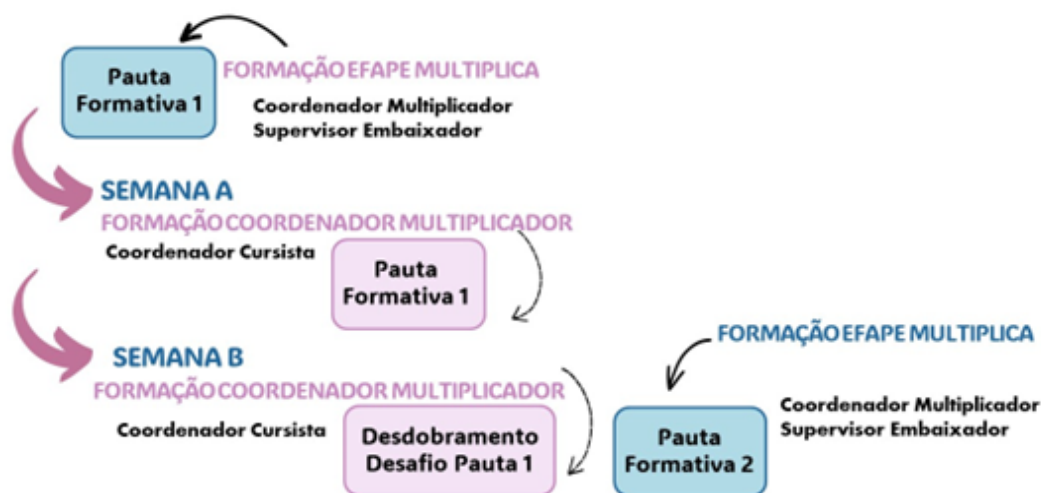 Pauta
Formativa 1
FORMAÇÃO EFAPE MULTIPLICA
Coordenador Multiplicador
Supervisor Embaixador
SEMANA A
FORMAÇÃO COORDENADOR MULTIPLICADOR
Coordenador Cursista
Pauta
Formativa 1
SEMANA B
FORMAÇÃO COORDENADOR MULTIPLICADOR
Coordenador Cursista
Desdobramento
Desafio Pauta 1
FORMAÇÃO EFAPE MULTIPLICA
Coordenador Multiplicador
Supervisor Embaixador
Pauta
Formativa 2